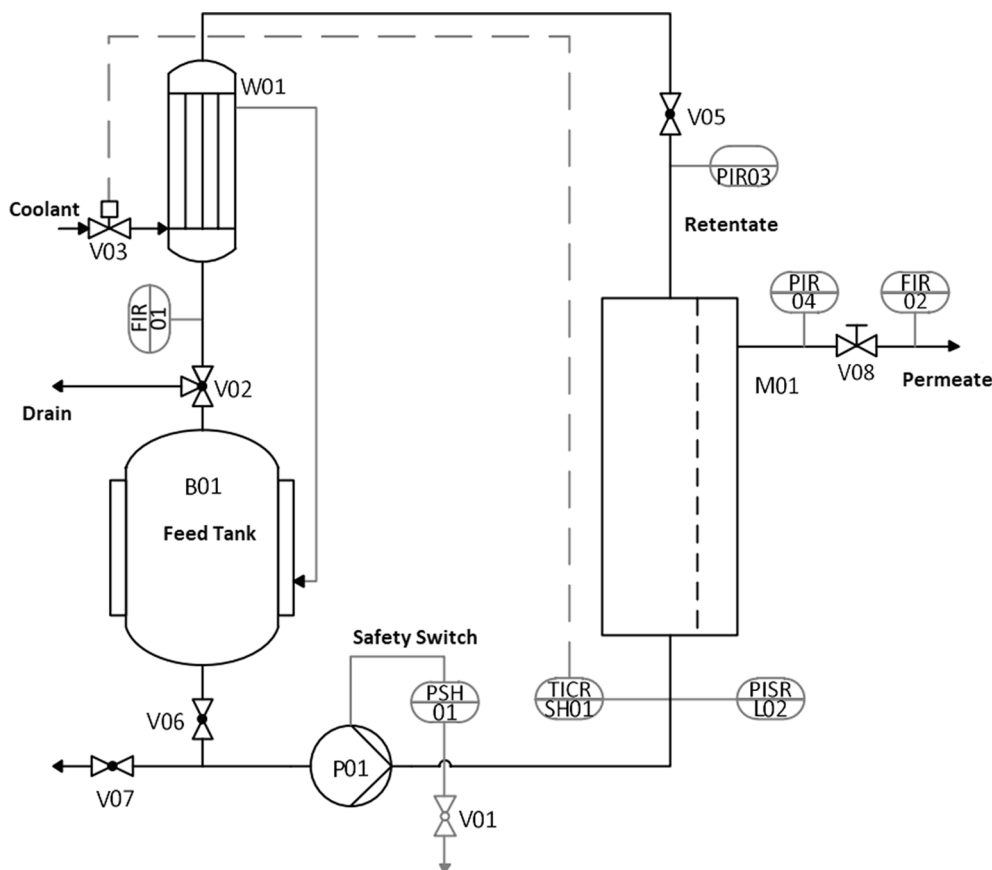 W01
V05
PIR03
Coolant
V03
Retentate
FIR
01
PIR
04
FIR
02
V02
V08
M01
Permeate
Drain
B01
Feed Tank
Safety Switch
PSH
01
TICR
SH01
PISR
L02
V06
P01
V07
V01